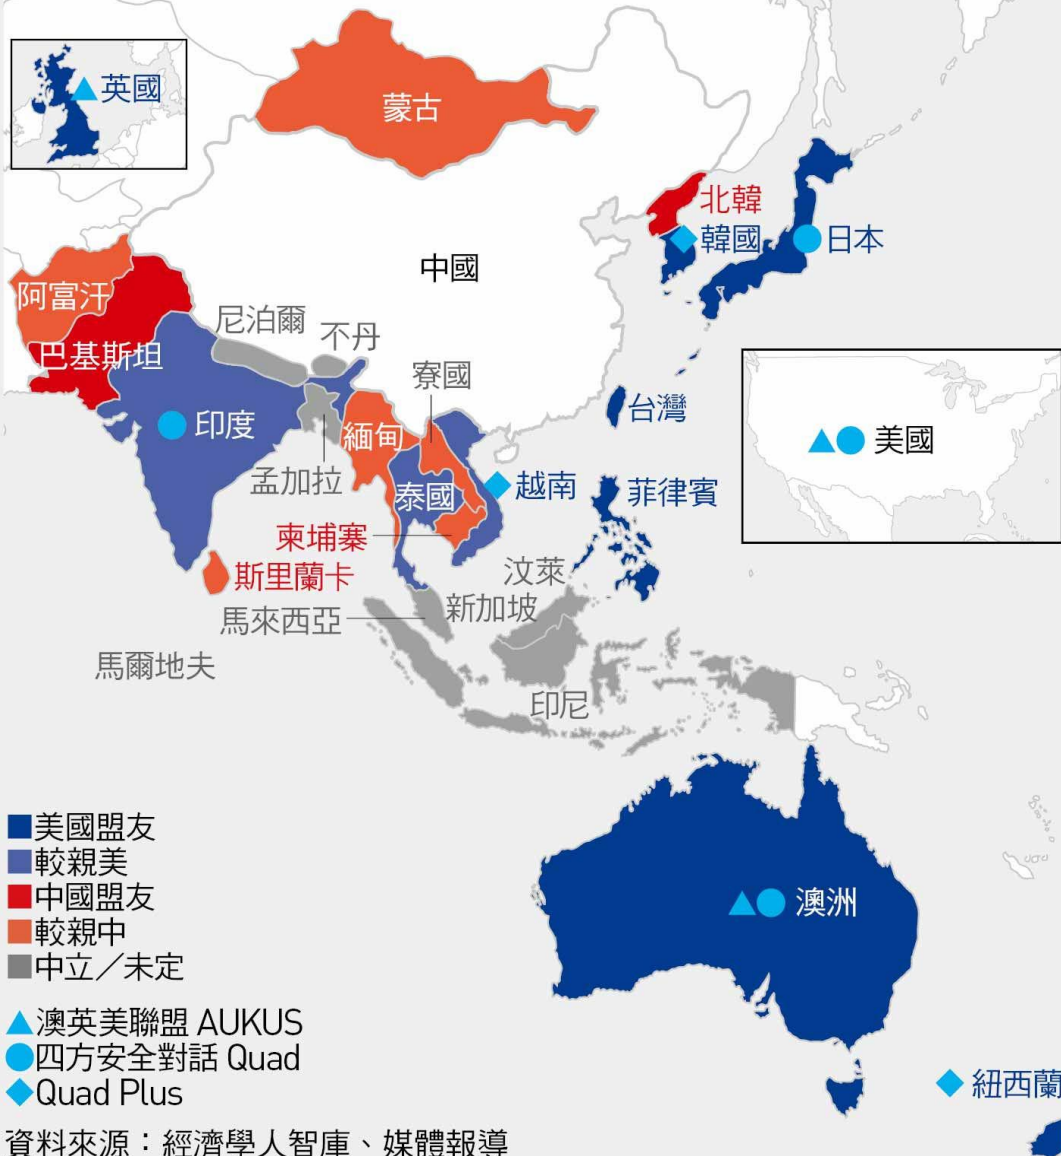 英國
蒙古
北韓
韓國
日本
中國
阿富汗
巴基斯坦
尼泊爾
不丹
寮國
印度
緬甸
孟加拉
泰國
越南
台灣
菲律賓
美國
柬埔寨
斯里蘭卡
汶萊
馬來西亞
新加坡
馬爾地夫
印尼
澳洲
紐西蘭
美國盟友
較親美
中國盟友
較親中
中立／未定
澳英美聯盟 AUKUS
四方安全對話 Quad
Quad Plus
資料來源：經濟學人智庫、媒體報導